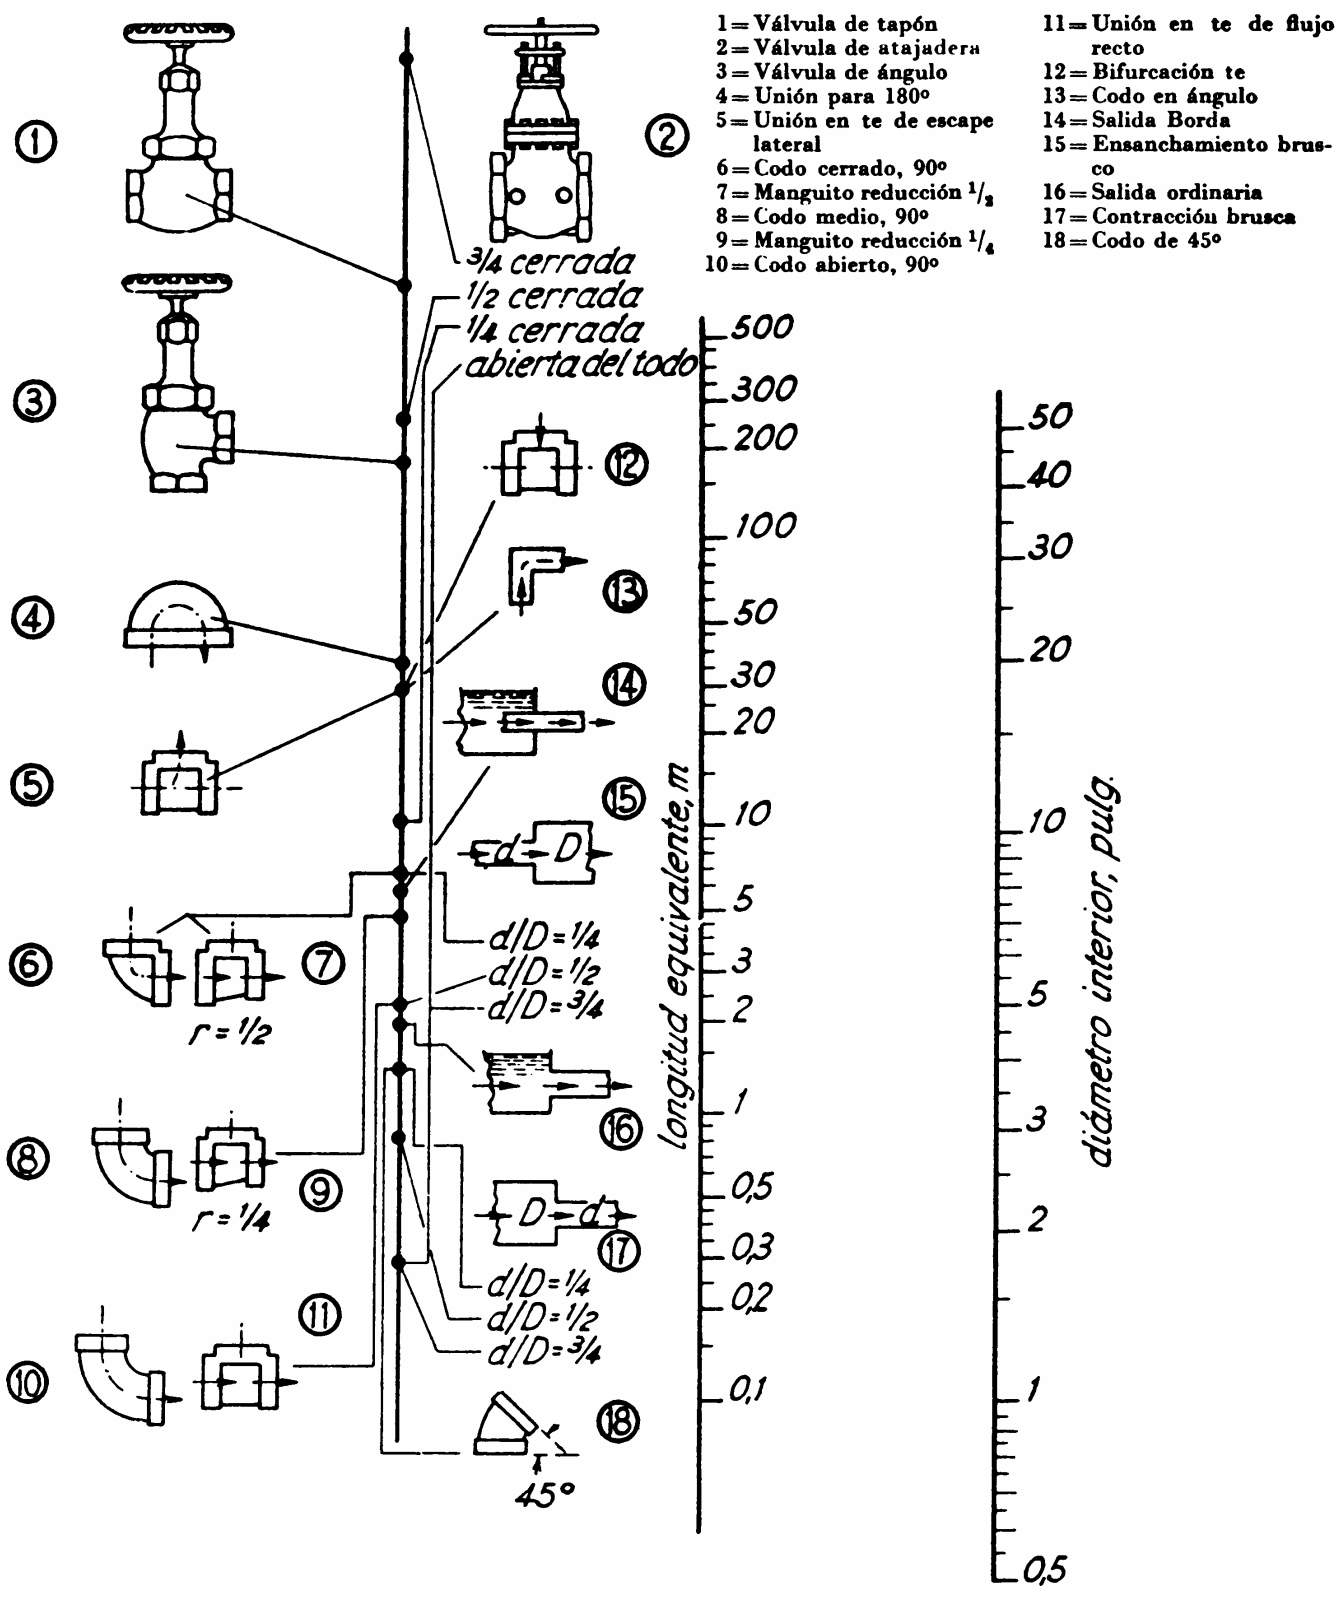 1= Válvula de tapón
2= Válvula de atajadera
3= Válvula de ángulo
4= Unión para 180º
5= Unión en te de escape
lateral
6= Codo cerrado, 90º
7= Manguito reducción 1/2
8= Codo medio, 90º
9= Manguito reducción 1/4
10= Codo abierto, 90º
11= Unión en te de flujo
recto
12= Bifurcación te
13= Codo en ángulo
14= Salida Borda
15= Ensanchamiento brus-
co
16= Salida ordinaria
17= Contracción brusca
18= Codo de 45º
1
2
3
4
5
6
7
r = 1/2
8
9
r = 1/4
10
11
3/4 cerrada
1/2 cerrada
1/4 cerrada
abierta del todo
12
13
14
15
d D
d/D = 1/4
d/D = 1/2
d/D = 3/4
16
D d
17
d/D = 1/4
d/D = 1/2
d/D = 3/4
18
45º
longitud equivalente, m
500
300
200
100
50
30
20
10
5
3
2
1
0,5
0,3
0,2
0,1
diámetro interior, pulg.
50
40
30
20
10
5
3
2
1
0,5